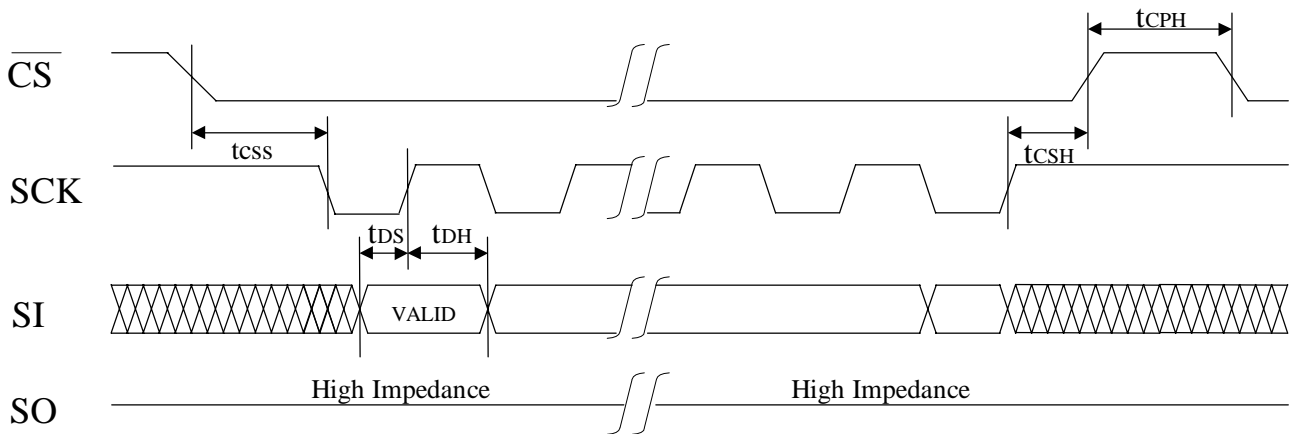 tCPH
CS
tCSS
tCSH
SCK
tDS
tDH
SI
VALID
High Impedance
High Impedance
SO